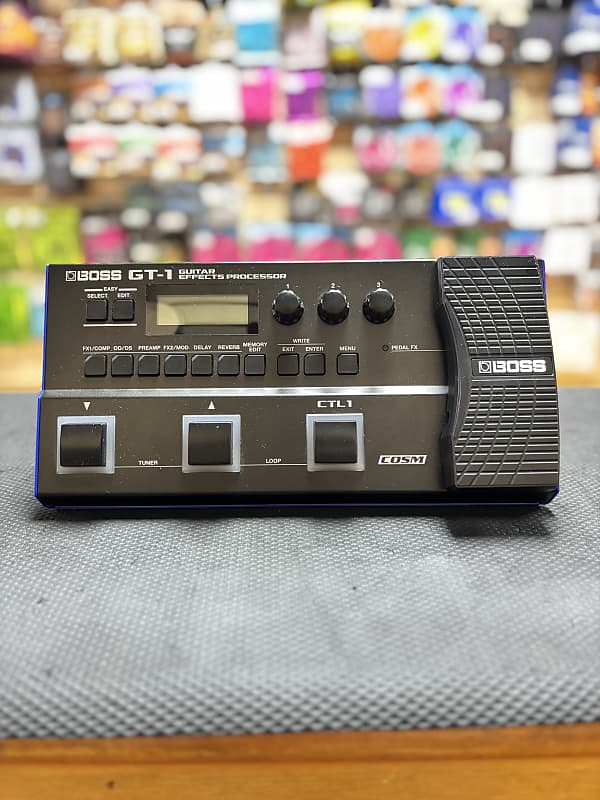 BOSS GT-1 GUITAR EFFECTS PROCESSOR
EASY
SELECT EDIT
1 2 3
WRITE
FX1/COMP OD/DS PREAMP FX2/MOD DELAY REVERB MEMORY EDIT EXIT ENTER MENU
PEDAL FX
BOSS
CTL1
TUNER LOOP
COSM